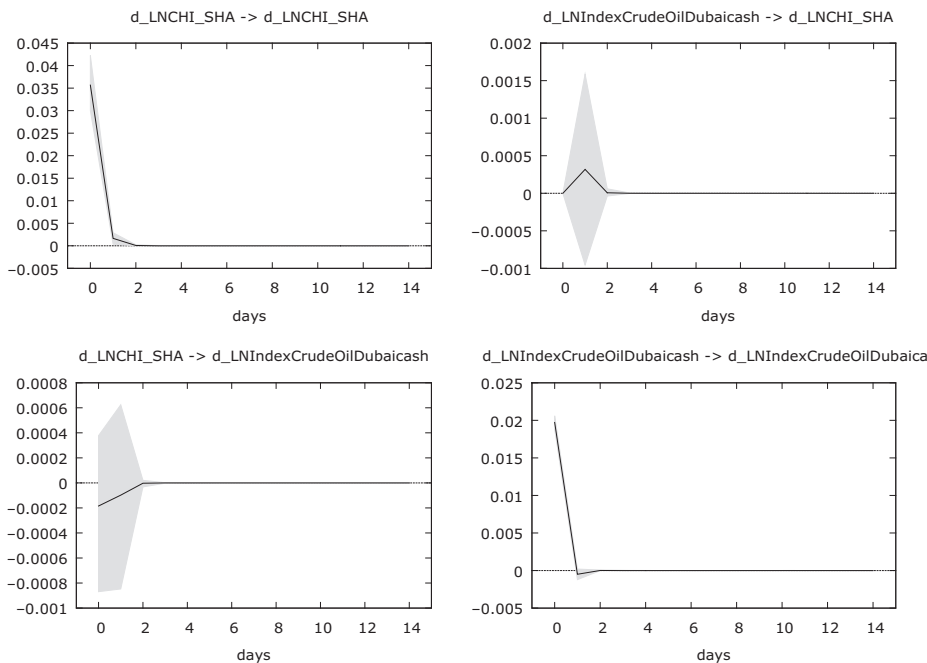 d_LNCHI_SHA -> d_LNCHI_SHA
0.045
0.04
0.035
0.03
0.025
0.02
0.015
0.01
0.005
0
−0.005
0 2 4 6 8 10 12 14
days
d_LNIndexCrudeOilDubaicash -> d_LNCHI_SHA
0.002
0.0015
0.001
0.0005
0
−0.0005
−0.001
0 2 4 6 8 10 12 14
days
d_LNCHI_SHA -> d_LNIndexCrudeOilDubaicash
0.0008
0.0006
0.0004
0.0002
0
−0.0002
−0.0004
−0.0006
−0.0008
−0.001
0 2 4 6 8 10 12 14
days
d_LNIndexCrudeOilDubaicash -> d_LNIndexCrudeOilDubaica
0.025
0.02
0.015
0.01
0.005
0
−0.005
0 2 4 6 8 10 12 14
days